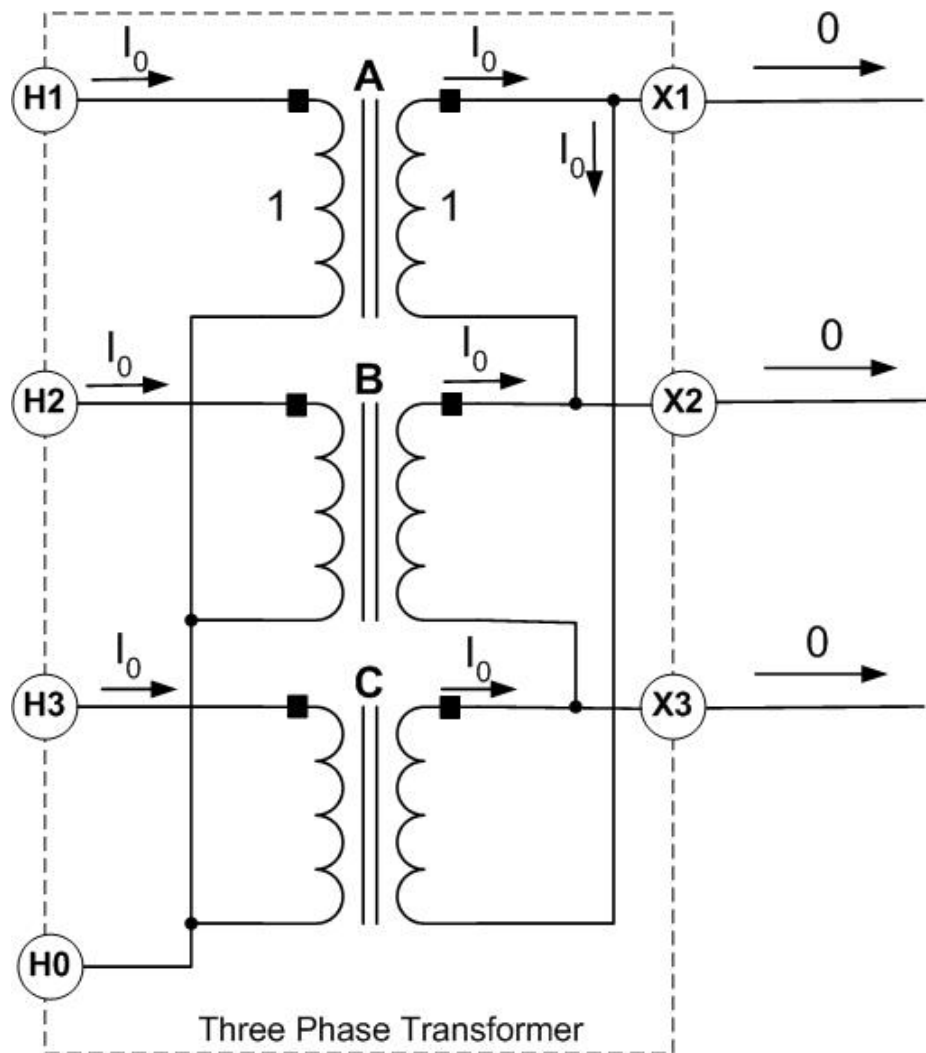 I0 I0 0
H1 A X1
I0
1 1
I0 I0 0
H2 B X2
I0 I0 0
H3 C X3
H0
Three Phase Transformer